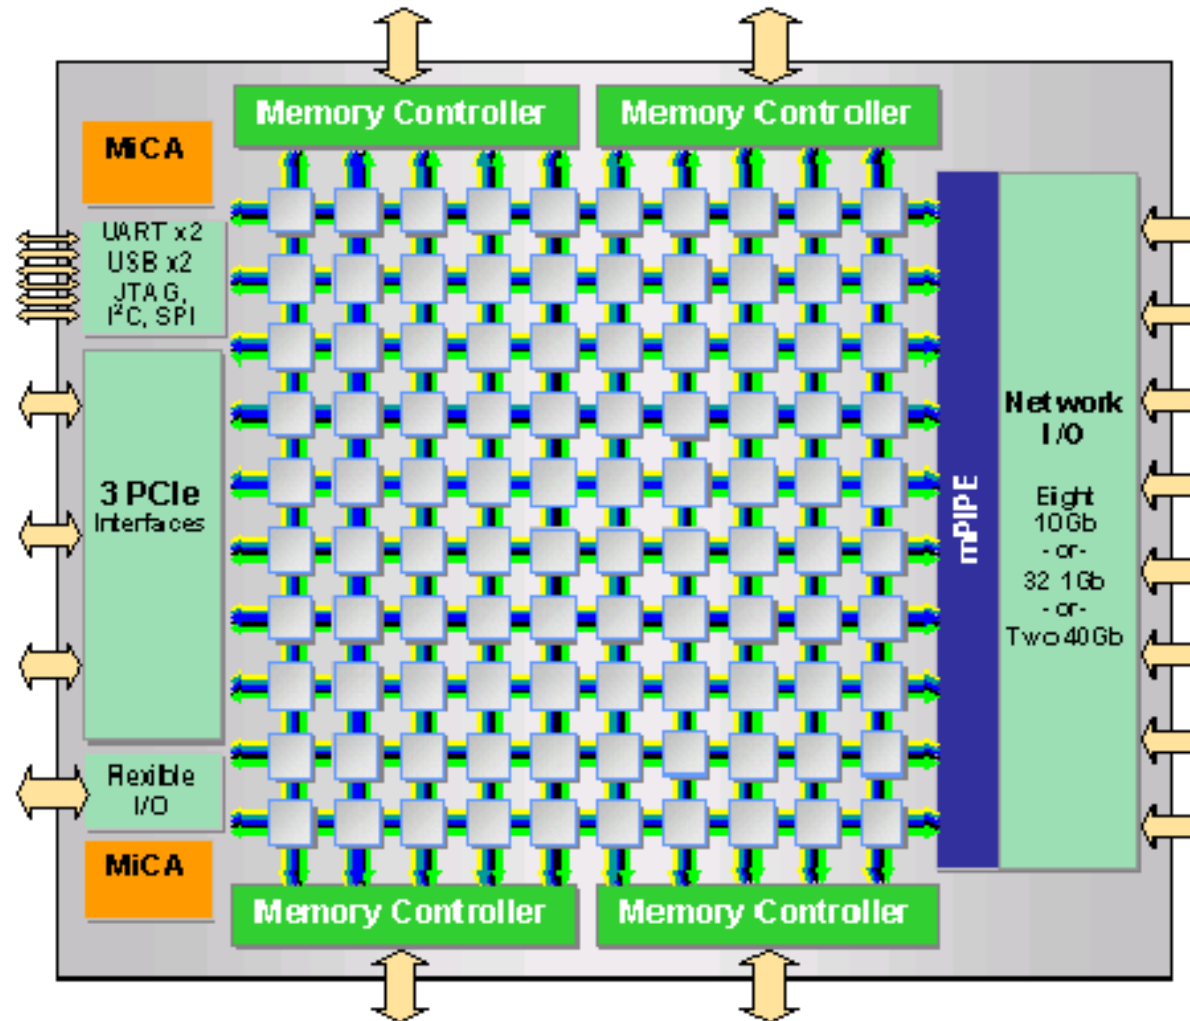 Memory Controller
Memory Controller
MiCA
UART x2
USB x2
JTAG,
I²C, SPI
3 PCIe
Interfaces
Flexible
I/O
MiCA
mPIPE
Network
I/O
Eight
10Gb
- or-
32 1Gb
- or-
Two 40Gb
Memory Controller
Memory Controller